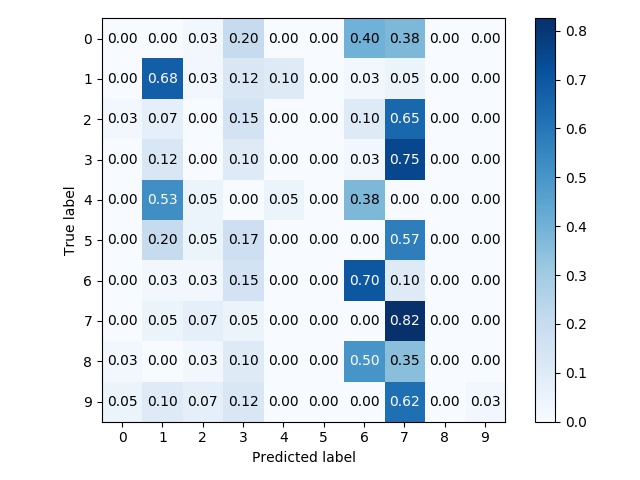 0 0.00 0.00 0.03 0.20 0.00 0.00 0.40 0.38 0.00 0.00
1 0.00 0.68 0.03 0.12 0.10 0.00 0.03 0.05 0.00 0.00
2 0.03 0.07 0.00 0.15 0.00 0.00 0.10 0.65 0.00 0.00
3 0.00 0.12 0.00 0.10 0.00 0.00 0.03 0.75 0.00 0.00
4 0.00 0.53 0.05 0.00 0.05 0.00 0.38 0.00 0.00 0.00
5 0.00 0.20 0.05 0.17 0.00 0.00 0.00 0.57 0.00 0.00
6 0.00 0.03 0.03 0.15 0.00 0.00 0.70 0.10 0.00 0.00
7 0.00 0.05 0.07 0.05 0.00 0.00 0.00 0.82 0.00 0.00
8 0.03 0.00 0.03 0.10 0.00 0.00 0.50 0.35 0.00 0.00
9 0.05 0.10 0.07 0.12 0.00 0.00 0.00 0.62 0.00 0.03
0 1 2 3 4 5 6 7 8 9
True label
Predicted label
0.8
0.7
0.6
0.5
0.4
0.3
0.2
0.1
0.0